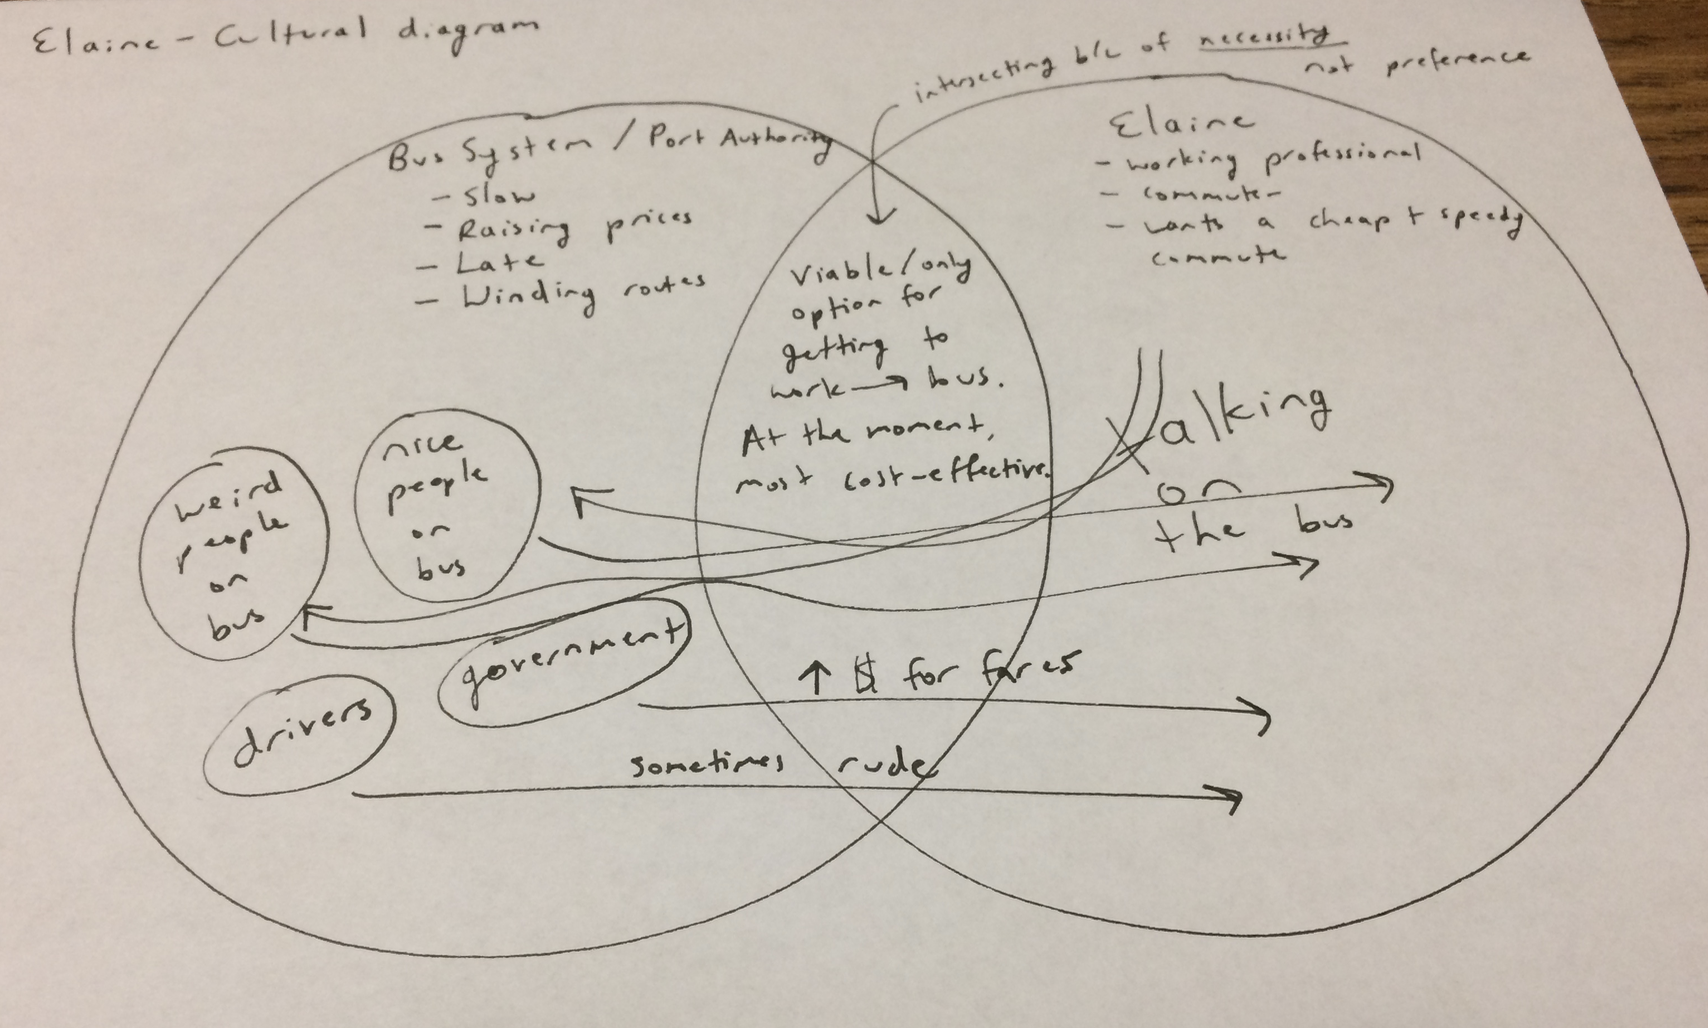 Elaine - Cultural diagram
intersecting b/c of necessity
not preference
Bus System / Port Authority
- Slow
- Raising prices
- Late
- Winding routes
Elaine
- working professional
- commute-
- wants a cheap + speedy
commute
Viable/only
option for
getting to
work → bus.
At the moment,
most cost-effective.
nice
people
on
bus
weird
people
on
bus
talking
on
the bus
government
drivers
↑ $ for fares
sometimes rude